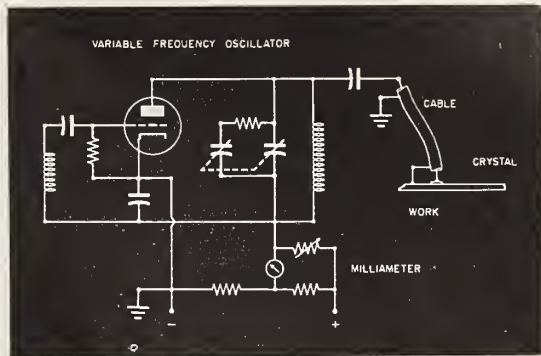 VARIABLE FREQUENCY OSCILLATOR
CABLE
CRYSTAL
WORK
MILLIAMETER
− +